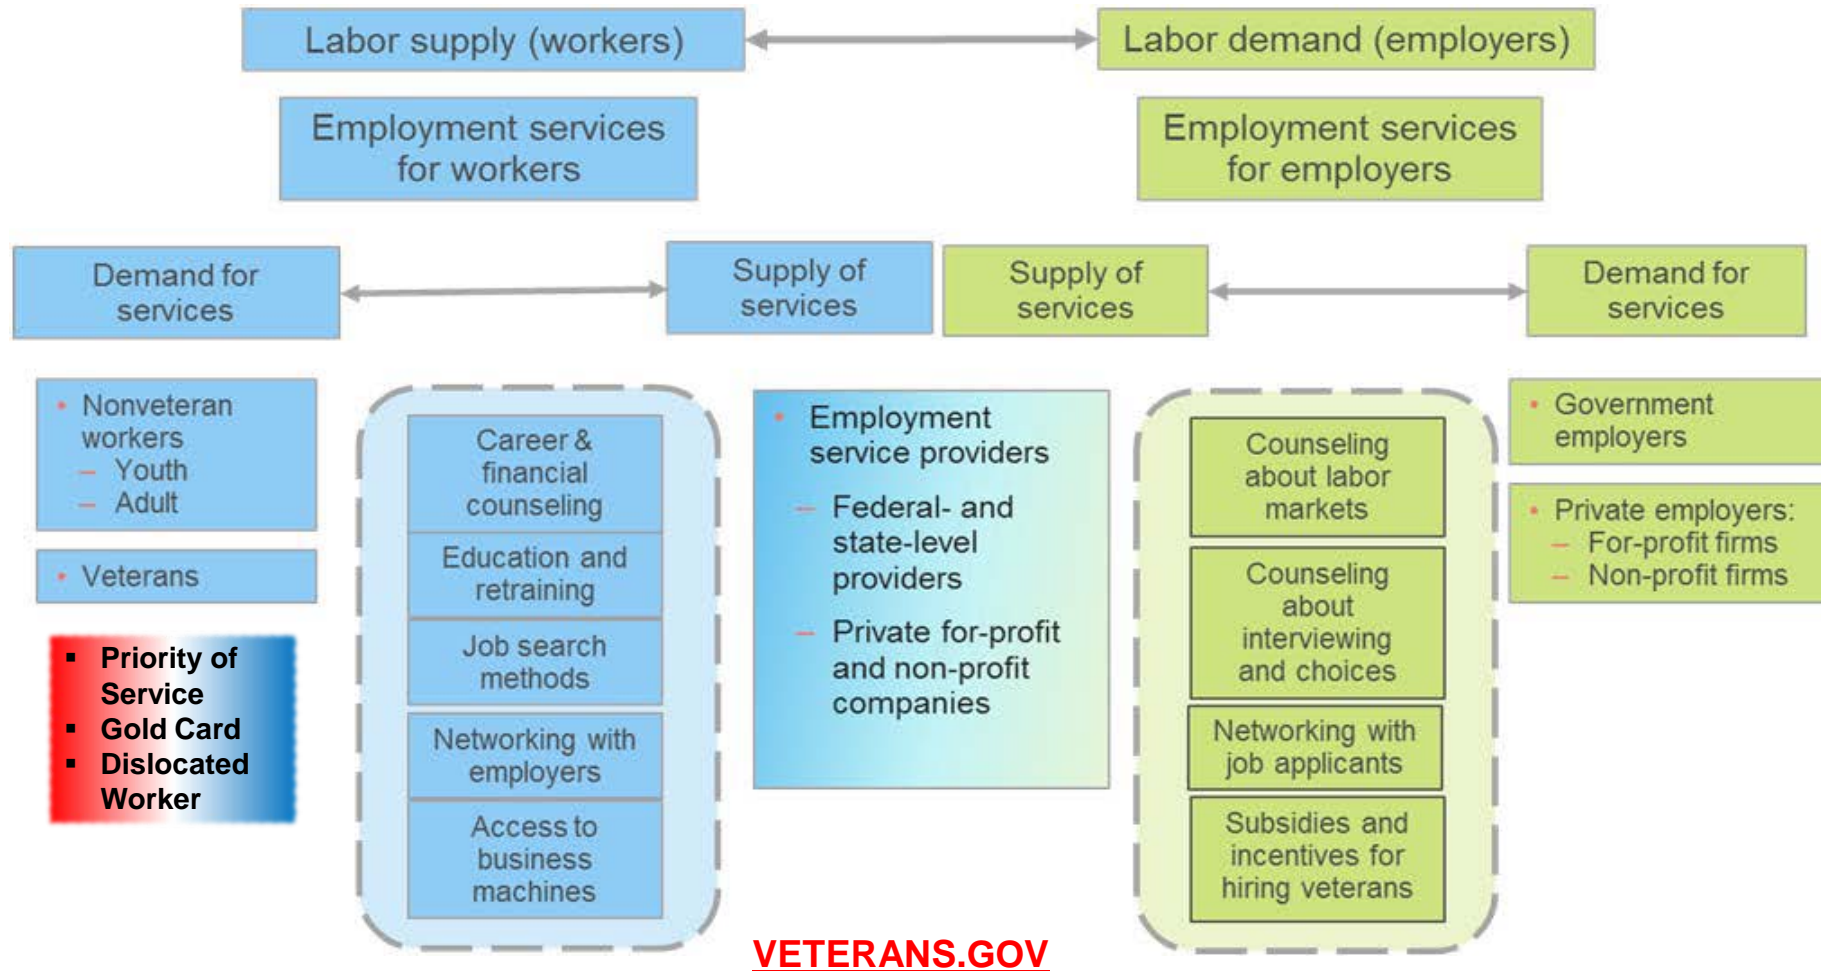 Labor supply (workers)
Labor demand (employers)
Employment services
for workers
Employment services
for employers
Demand for
services
Supply of
services
Supply of
services
Demand for
services
• Nonveteran
workers
– Youth
– Adult
• Veterans
▪ Priority of
Service
▪ Gold Card
▪ Dislocated
Worker
Career &
financial
counseling
Education and
retraining
Job search
methods
Networking with
employers
Access to
business
machines
• Employment
service providers
– Federal- and
state-level
providers
– Private for-profit
and non-profit
companies
Counseling
about labor
markets
Counseling
about
interviewing
and choices
Networking with
job applicants
Subsidies and
incentives for
hiring veterans
• Government
employers
• Private employers:
– For-profit firms
– Non-profit firms
VETERANS.GOV